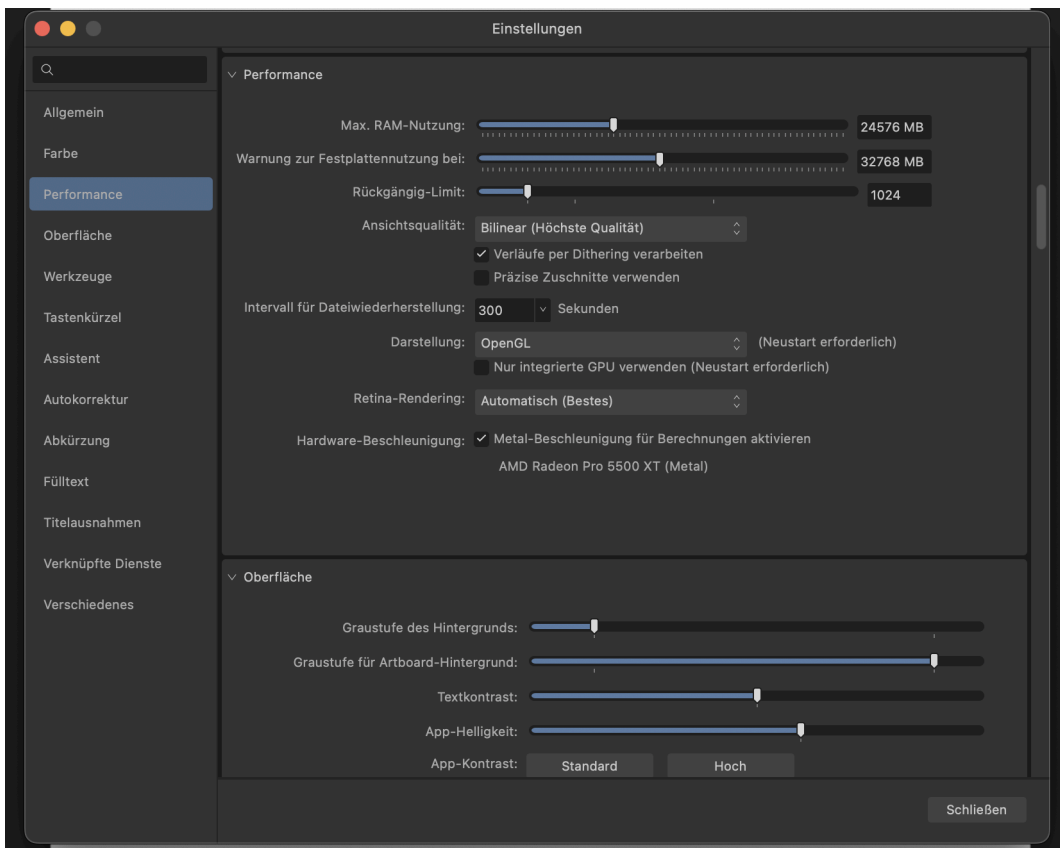 Einstellungen
Allgemein
Farbe
Performance
Oberfläche
Werkzeuge
Tastenkürzel
Assistent
Autokorrektur
Abkürzung
Fülltext
Titelausnahmen
Verknüpfte Dienste
Verschiedenes
Performance
Max. RAM-Nutzung: 24576 MB
Warnung zur Festplattennutzung bei: 32768 MB
Rückgängig-Limit: 1024
Ansichtsqualität: Bilinear (Höchste Qualität)
Verläufe per Dithering verarbeiten
Präzise Zuschnitte verwenden
Intervall für Dateiwiederherstellung: 300 Sekunden
Darstellung: OpenGL (Neustart erforderlich)
Nur integrierte GPU verwenden (Neustart erforderlich)
Retina-Rendering: Automatisch (Bestes)
Hardware-Beschleunigung: Metal-Beschleunigung für Berechnungen aktivieren
AMD Radeon Pro 5500 XT (Metal)
Oberfläche
Graustufe des Hintergrunds:
Graustufe für Artboard-Hintergrund:
Textkontrast:
App-Helligkeit:
App-Kontrast: Standard Hoch
Schließen